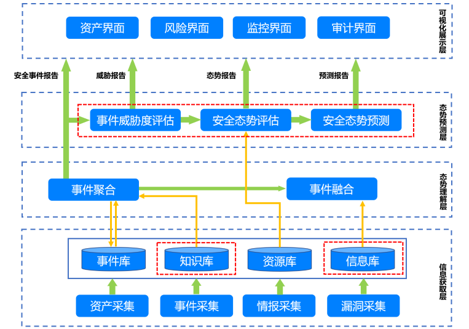 资产界面
风险界面
监控界面
审计界面
可视化展示层
安全事件报告
威胁报告
态势报告
预测报告
事件威胁度评估
安全态势评估
安全态势预测
态势预测层
事件聚合
事件融合
态势理解层
事件库
知识库
资源库
信息库
资产采集
事件采集
情报采集
漏洞采集
信息获取层